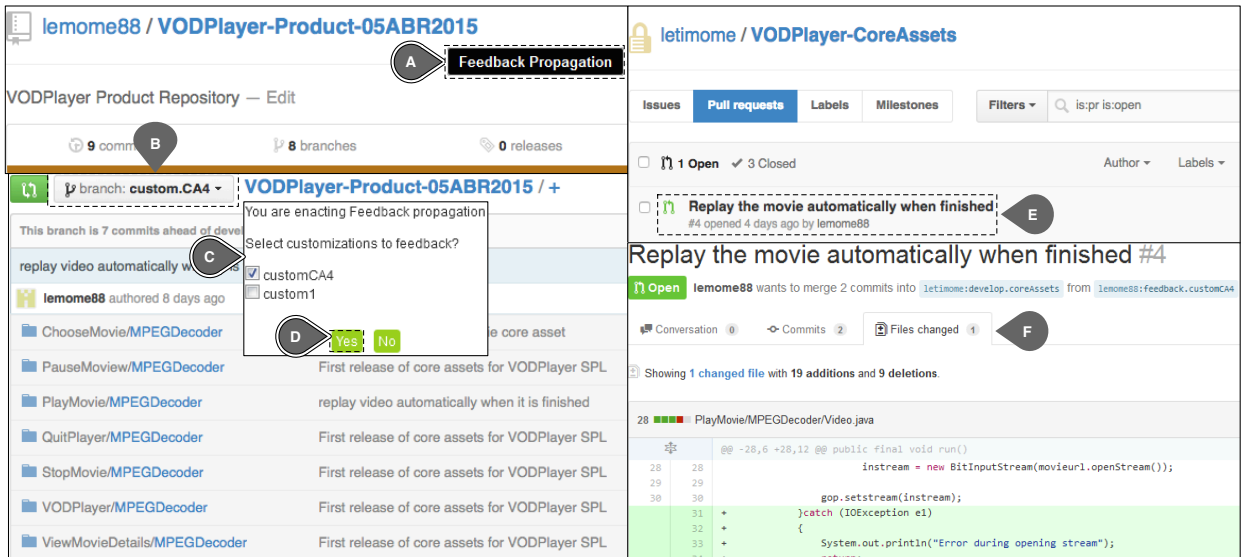 lemome88 / VODPlayer-Product-05ABR2015
A
Feedback Propagation
VODPlayer Product Repository — Edit
9 comm
B
8 branches
0 releases
branch: custom.CA4
VODPlayer-Product-05ABR2015 / +
This branch is 7 commits ahead of deve
You are enacting Feedback propagation
Select customizations to feedback?
C
customCA4
custom1
D
Yes
No
replay video automatically w
is
lemome88 authored 8 days ago
ChooseMovie/MPEGDecoder
ie core asset
PauseMoview/MPEGDecoder
First release of core assets for VODPlayer SPL
PlayMovie/MPEGDecoder
replay video automatically when it is finished
QuitPlayer/MPEGDecoder
First release of core assets for VODPlayer SPL
StopMovie/MPEGDecoder
First release of core assets for VODPlayer SPL
VODPlayer/MPEGDecoder
First release of core assets for VODPlayer SPL
ViewMovieDetails/MPEGDecoder
First release of core assets for VODPlayer SPL
letimome / VODPlayer-CoreAssets
Issues
Pull requests
Labels
Milestones
Filters
is:pr is:open
1 Open
3 Closed
Author
Labels
Replay the movie automatically when finished
#4 opened 4 days ago by lemome88
E
Replay the movie automatically when finished #4
Open
lemome88 wants to merge 2 commits into letimome:develop.coreAssets from lemome88:feedback.customCA4
Conversation 0
Commits 2
Files changed 1
F
Showing 1 changed file with 19 additions and 9 deletions.
28 PlayMovie/MPEGDecoder/Video.java
@@ -28,6 +28,12 @@ public final void run()
28 28 instream = new BitInputStream(movieurl.openStream());
29 29
30 30 gop.setstream(instream);
31 + }catch (IOException e1)
32 + {
33 + System.out.println("Error during opening stream");